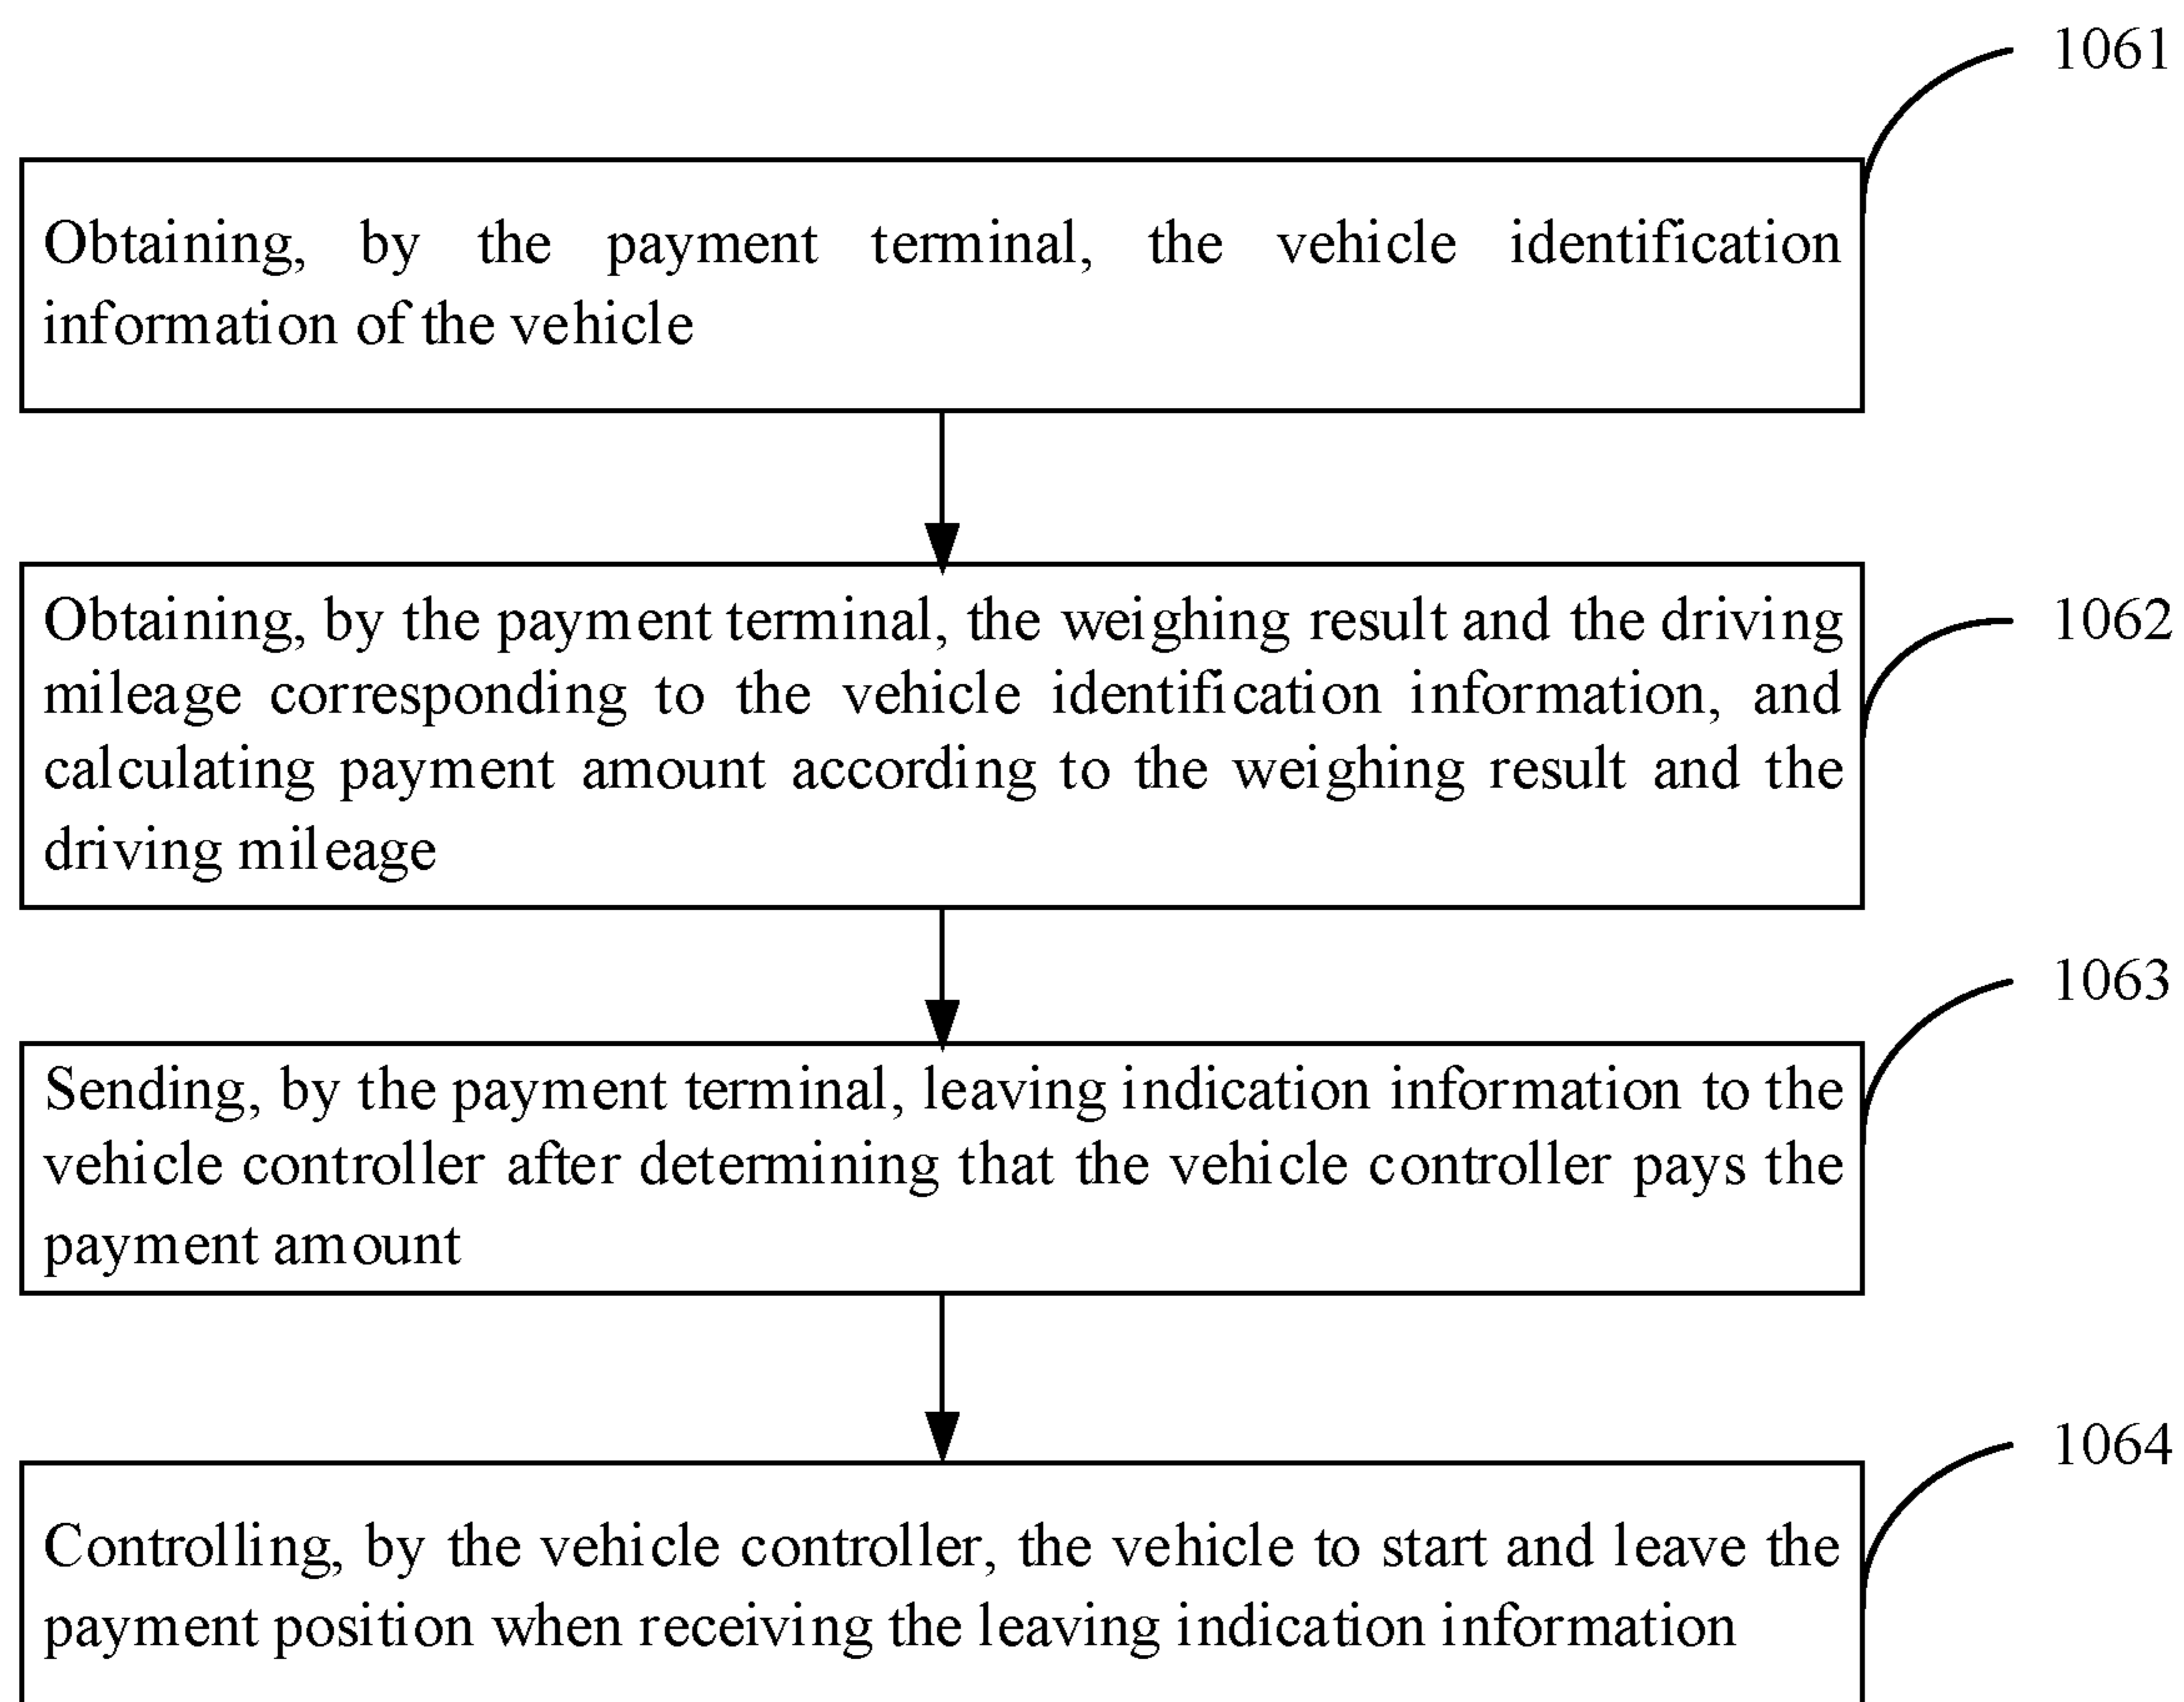 1061
Obtaining, by the payment terminal, the vehicle identification
information of the vehicle
1062
Obtaining, by the payment terminal, the weighing result and the driving
mileage corresponding to the vehicle identification information, and
calculating payment amount according to the weighing result and the
driving mileage
1063
Sending, by the payment terminal, leaving indication information to the
vehicle controller after determining that the vehicle controller pays the
payment amount
1064
Controlling, by the vehicle controller, the vehicle to start and leave the
payment position when receiving the leaving indication information